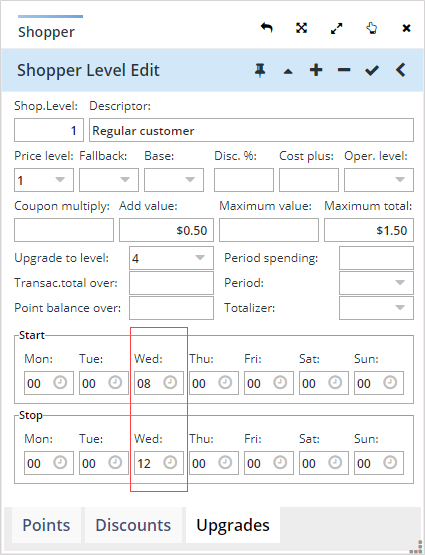 Shopper
Shopper Level Edit
Shop.Level: Descriptor:
1 Regular customer
Price level: Fallback: Base: Disc. %: Cost plus: Oper. level:
1
Coupon multiply: Add value: Maximum value: Maximum total:
$0.50 $1.50
Upgrade to level: 4 Period spending:
Transac.total over: Period:
Point balance over: Totalizer:
Start
Mon: Tue: Wed: Thu: Fri: Sat: Sun:
00 00 08 00 00 00 00
Stop
Mon: Tue: Wed: Thu: Fri: Sat: Sun:
00 00 12 00 00 00 00
Points Discounts Upgrades